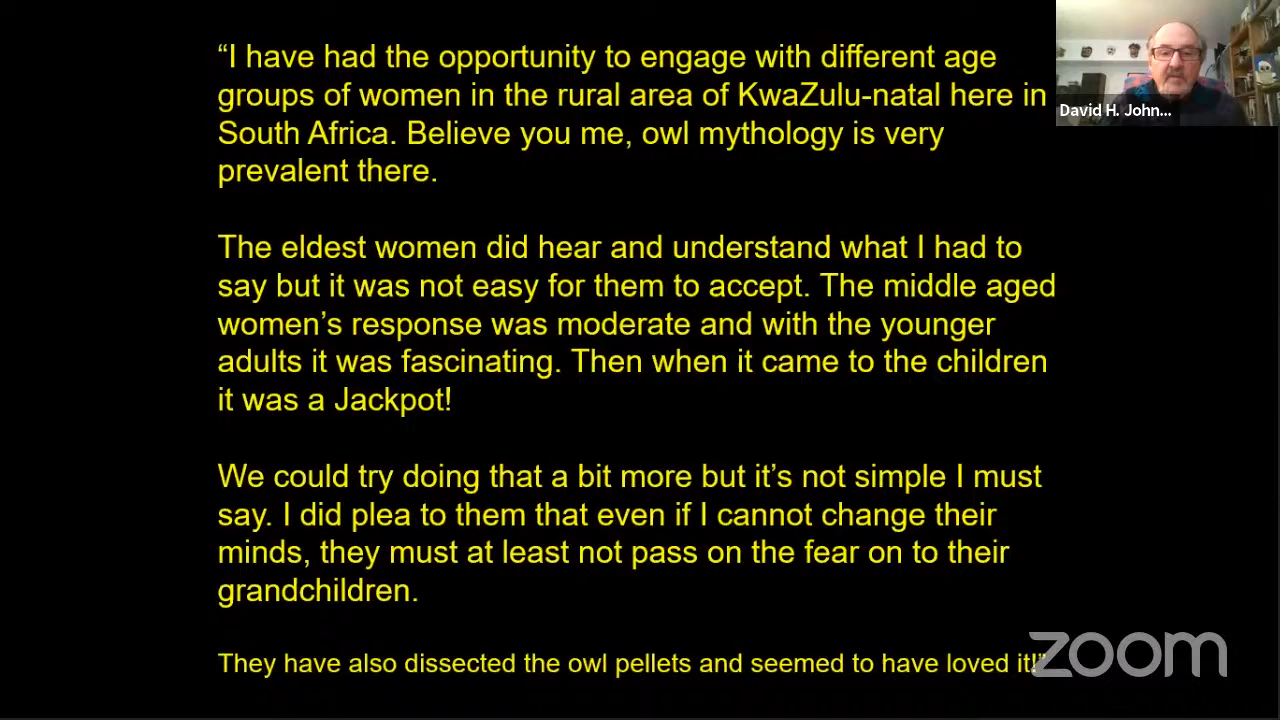 “I have had the opportunity to engage with different age
groups of women in the rural area of KwaZulu-natal here in
South Africa. Believe you me, owl mythology is very
prevalent there.
The eldest women did hear and understand what I had to
say but it was not easy for them to accept. The middle aged
women’s response was moderate and with the younger
adults it was fascinating. Then when it came to the children
it was a Jackpot!
We could try doing that a bit more but it’s not simple I must
say. I did plea to them that even if I cannot change their
minds, they must at least not pass on the fear on to their
grandchildren.
They have also dissected the owl pellets and seemed to have loved it!”
David H. John...
zoom